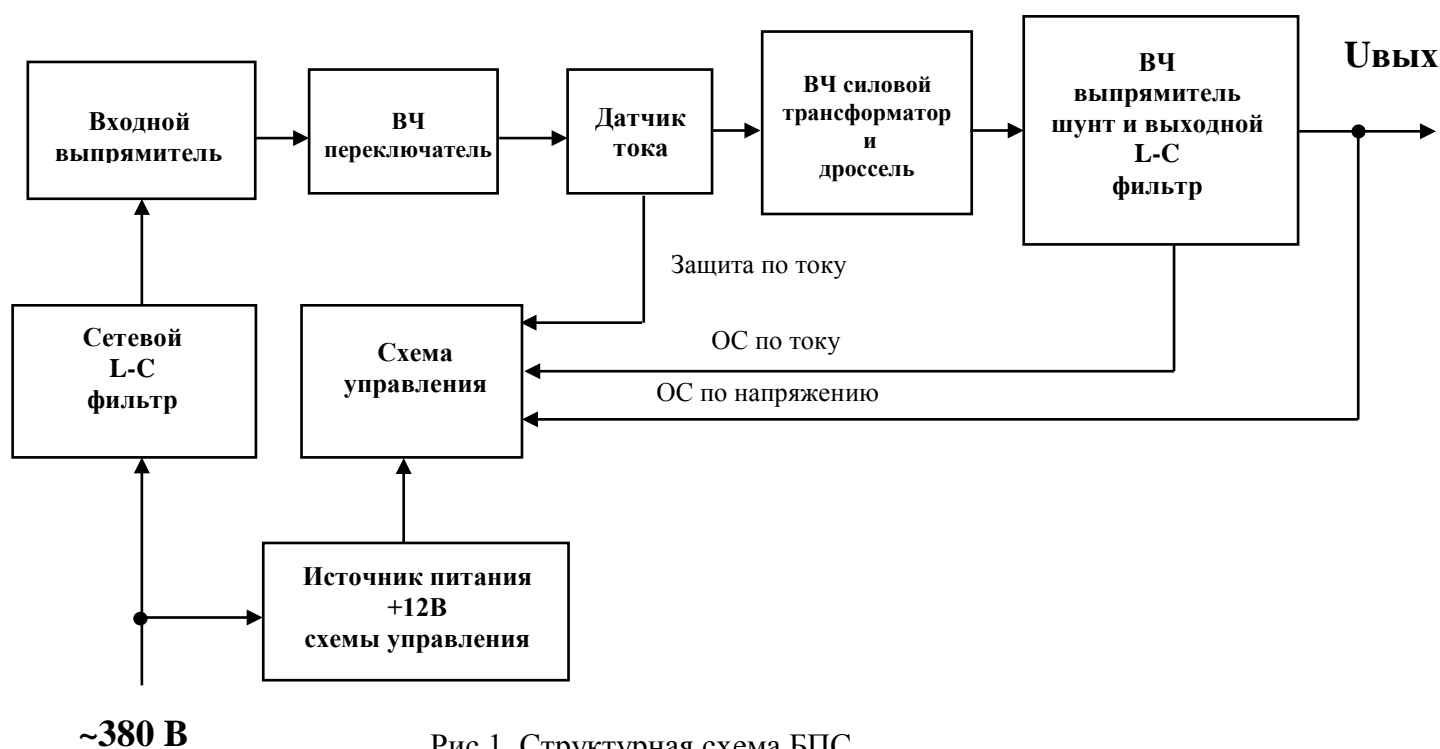 Входной
выпрямитель
ВЧ
переключатель
Датчик
тока
ВЧ силовой
трансформатор
и
дроссель
ВЧ
выпрямитель
шунт и выходной
L-C
фильтр
Uвых
Защита по току
ОС по току
ОС по напряжению
Сетевой
L-C
фильтр
Схема
управления
Источник питания
+12В
схемы управления
~380 В
Рис.1. Структурная схема БПС